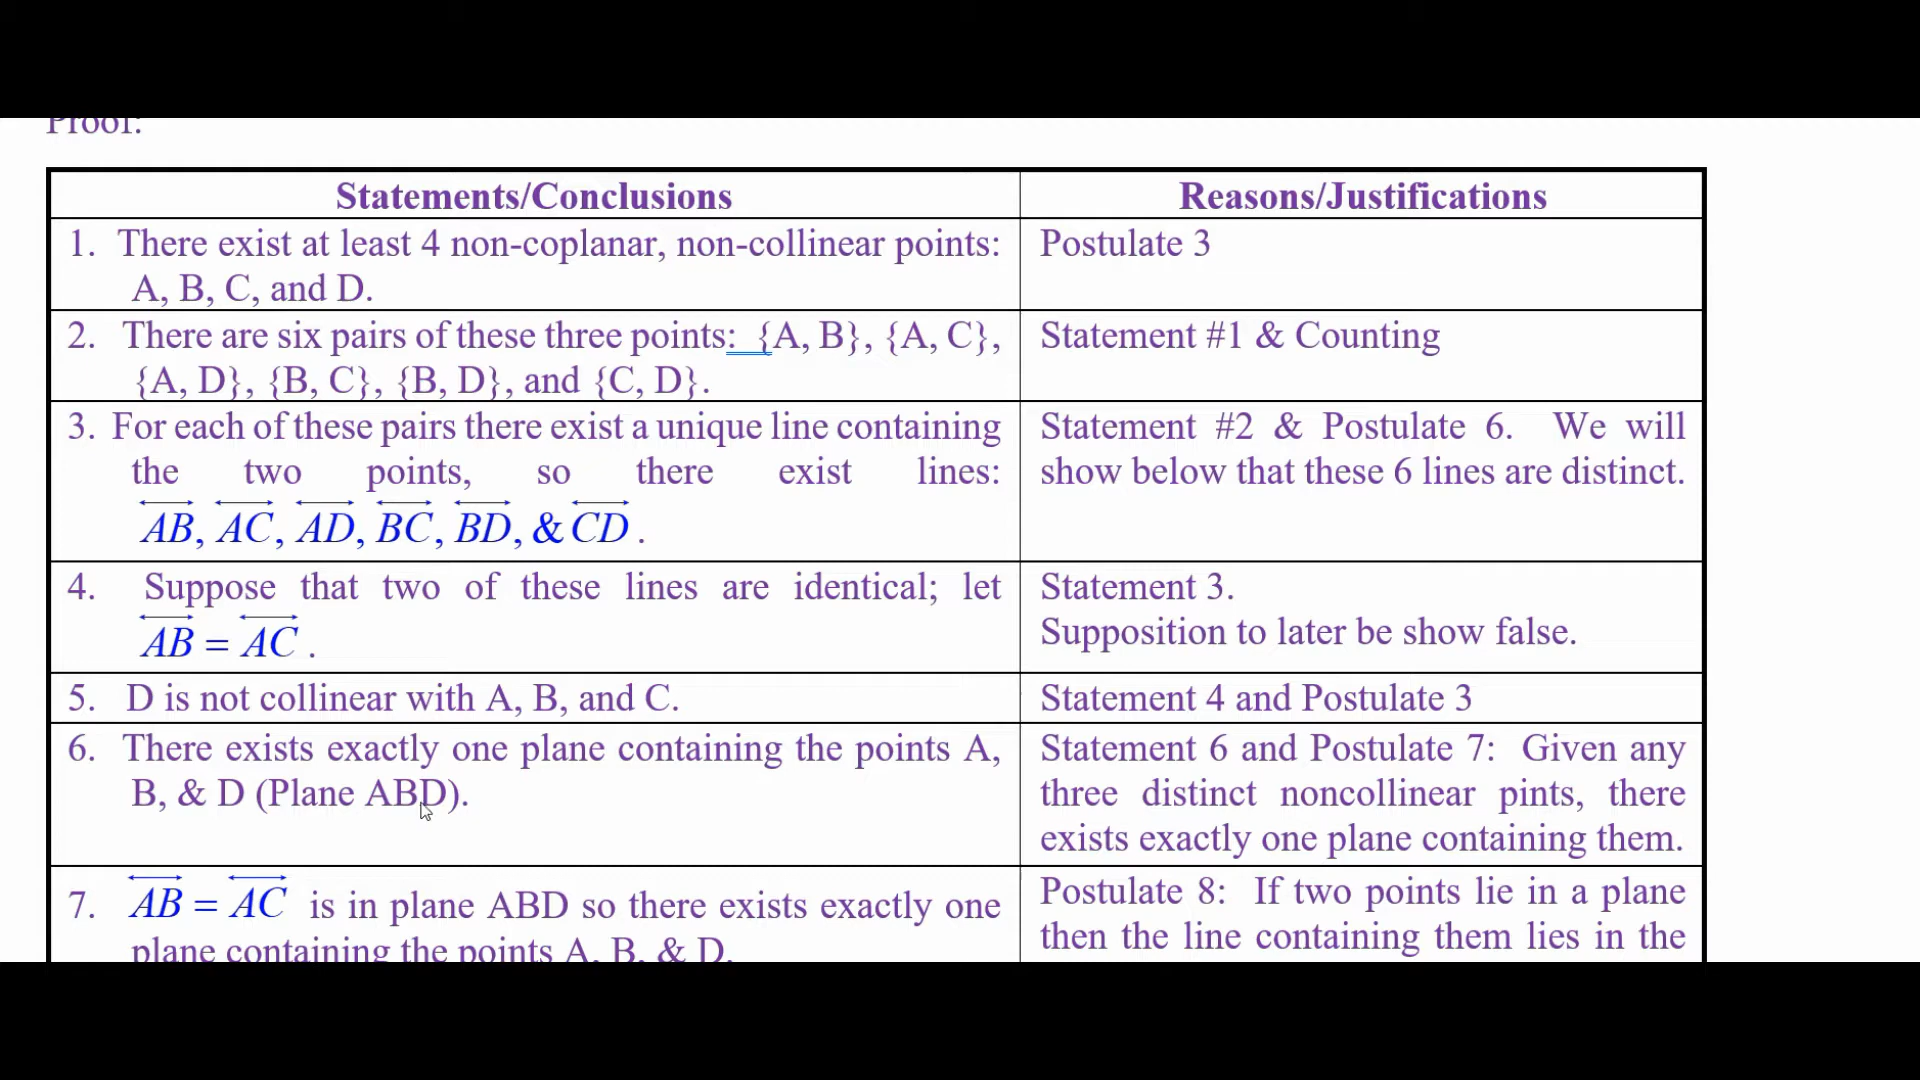 Proof:
Statements/Conclusions
Reasons/Justifications
1. There exist at least 4 non-coplanar, non-collinear points:
A, B, C, and D.
Postulate 3
2. There are six pairs of these three points: {A, B}, {A, C},
{A, D}, {B, C}, {B, D}, and {C, D}.
Statement #1 & Counting
3. For each of these pairs there exist a unique line containing
the two points, so there exist lines:
AB, AC, AD, BC, BD, & CD.
Statement #2 & Postulate 6. We will
show below that these 6 lines are distinct.
4. Suppose that two of these lines are identical; let
AB = AC.
Statement 3.
Supposition to later be show false.
5. D is not collinear with A, B, and C.
Statement 4 and Postulate 3
6. There exists exactly one plane containing the points A,
B, & D (Plane ABD).
Statement 6 and Postulate 7: Given any
three distinct noncollinear pints, there
exists exactly one plane containing them.
7. AB = AC is in plane ABD so there exists exactly one
plane containing the points A, B, & D.
Postulate 8: If two points lie in a plane
then the line containing them lies in the